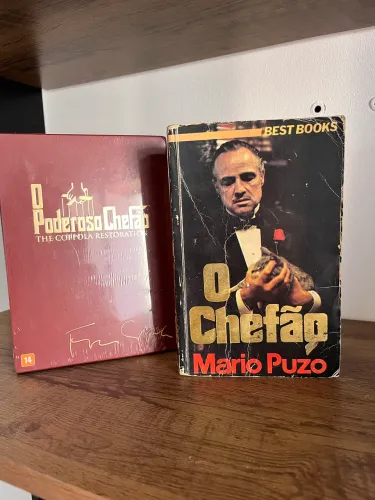 O
Poderoso Chefão
THE COPPOLA RESTORATION
14
BEST BOOKS
O
Chefão
Mario Puzo